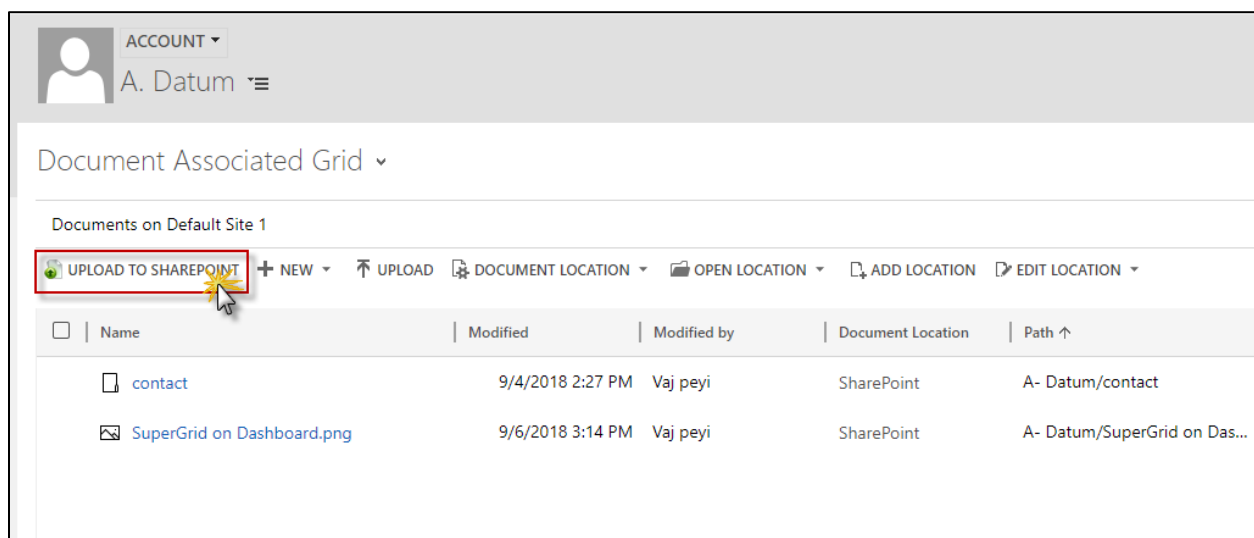 ACCOUNT
A. Datum
Document Associated Grid
Documents on Default Site 1
UPLOAD TO SHAREPOINT NEW UPLOAD DOCUMENT LOCATION OPEN LOCATION ADD LOCATION EDIT LOCATION
Name Modified Modified by Document Location Path
contact 9/4/2018 2:27 PM Vaj peyi SharePoint A- Datum/contact
SuperGrid on Dashboard.png 9/6/2018 3:14 PM Vaj peyi SharePoint A- Datum/SuperGrid on Das...